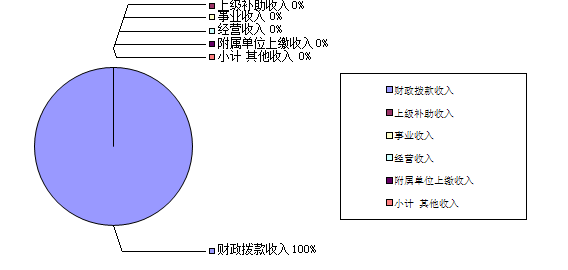 上级补助收入 0%
事业收入 0%
经营收入 0%
附属单位上缴收入 0%
小计 其他收入 0%
财政拨款收入
上级补助收入
事业收入
经营收入
附属单位上缴收入
小计 其他收入
财政拨款收入 100%